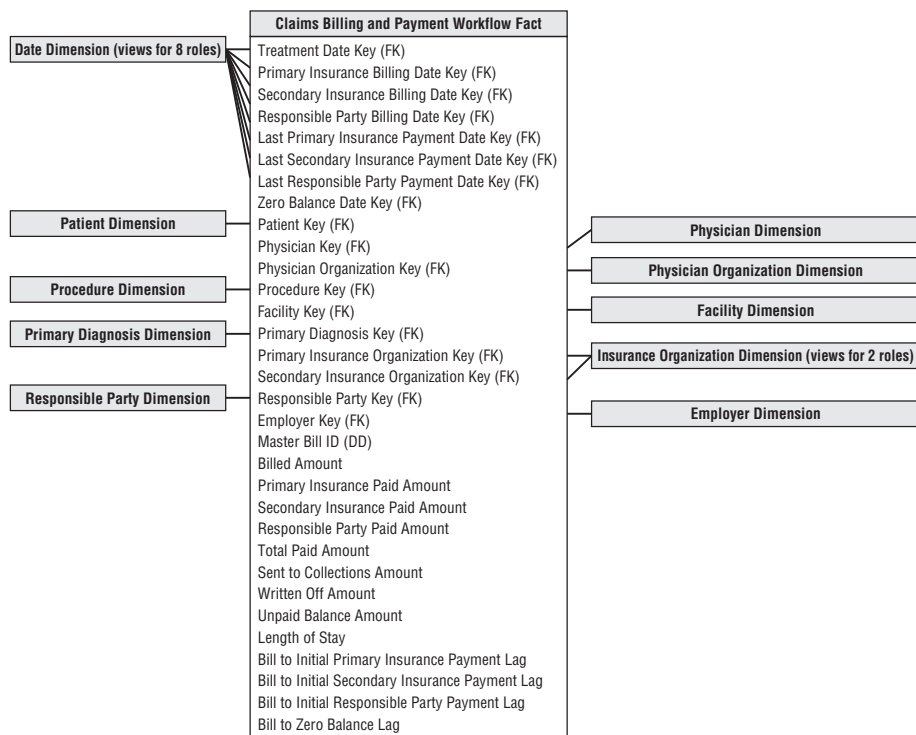 Claims Billing and Payment Workflow Fact
Date Dimension (views for 8 roles)
Treatment Date Key (FK)
Primary Insurance Billing Date Key (FK)
Secondary Insurance Billing Date Key (FK)
Responsible Party Billing Date Key (FK)
Last Primary Insurance Payment Date Key (FK)
Last Secondary Insurance Payment Date Key (FK)
Last Responsible Party Payment Date Key (FK)
Zero Balance Date Key (FK)
Patient Dimension
Patient Key (FK)
Physician Dimension
Physician Key (FK)
Physician Organization Key (FK)
Physician Organization Dimension
Procedure Dimension
Procedure Key (FK)
Facility Key (FK)
Facility Dimension
Primary Diagnosis Dimension
Primary Diagnosis Key (FK)
Primary Insurance Organization Key (FK)
Insurance Organization Dimension (views for 2 roles)
Secondary Insurance Organization Key (FK)
Responsible Party Dimension
Responsible Party Key (FK)
Employer Key (FK)
Employer Dimension
Master Bill ID (DD)
Billed Amount
Primary Insurance Paid Amount
Secondary Insurance Paid Amount
Responsible Party Paid Amount
Total Paid Amount
Sent to Collections Amount
Written Off Amount
Unpaid Balance Amount
Length of Stay
Bill to Initial Primary Insurance Payment Lag
Bill to Initial Secondary Insurance Payment Lag
Bill to Initial Responsible Party Payment Lag
Bill to Zero Balance Lag